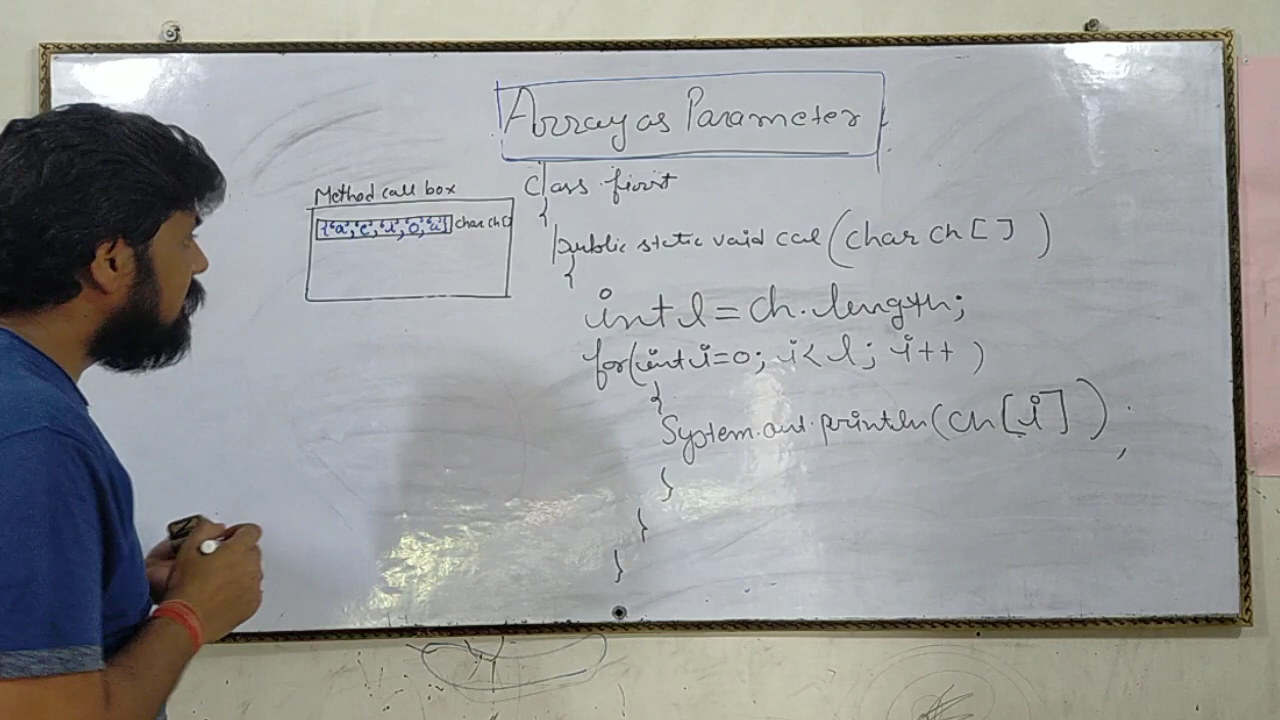 Array as Parameter
Method call box
{'a','e','i','o','u'} char ch[]
class first
{
public static void cal(char ch[])
{
int l = ch.length;
for(int i=0; i<l; i++)
{
System.out.println(ch[i]);
}
}
}